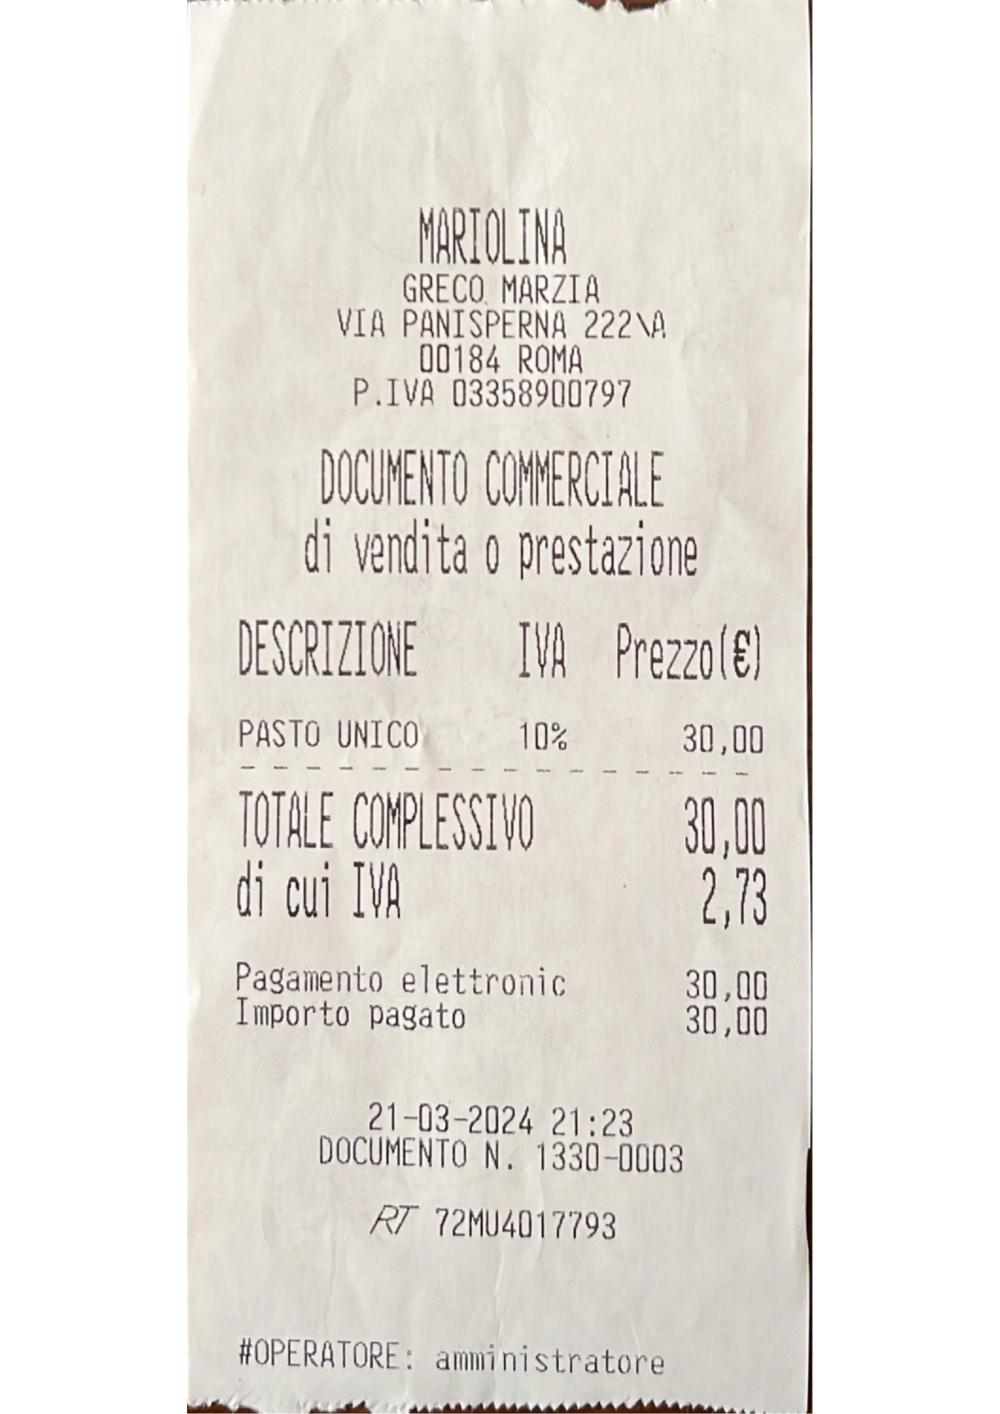 MARIOLINA
GRECO MARZIA
VIA PANISPERNA 222\A
00184 ROMA
P.IVA 03358900797
DOCUMENTO COMMERCIALE
di vendita o prestazione
DESCRIZIONE IVA Prezzo(€)
PASTO UNICO 10% 30,00
TOTALE COMPLESSIVO 30,00
di cui IVA 2,73
Pagamento elettronic 30,00
Importo pagato 30,00
21-03-2024 21:23
DOCUMENTO N. 1330-0003
RT 72MU4017793
#OPERATORE: amministratore